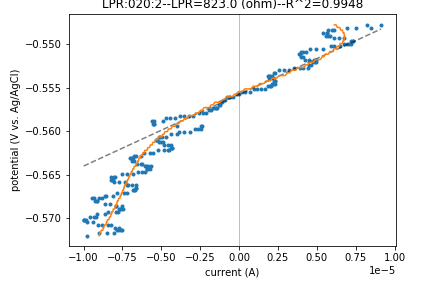 LPR:020:2--LPR=823.0 (ohm)--R^2=0.9948
potential (V vs. Ag/AgCl)
−0.550
−0.555
−0.560
−0.565
−0.570
−1.00 −0.75 −0.50 −0.25 0.00 0.25 0.50 0.75 1.00
current (A)
1e−5